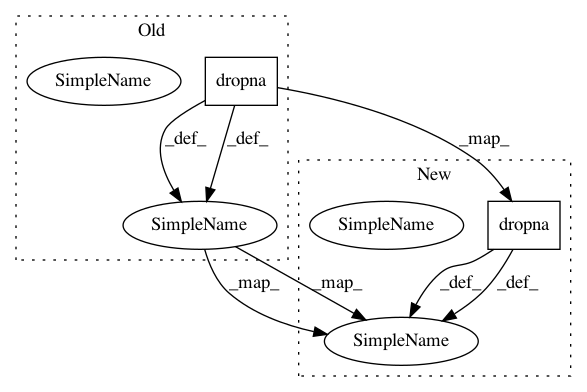 Old
SimpleName
dropna
_def_
_def_
_map_
SimpleName
New
SimpleName
dropna
_map_
_map_
_def_
_def_
SimpleName